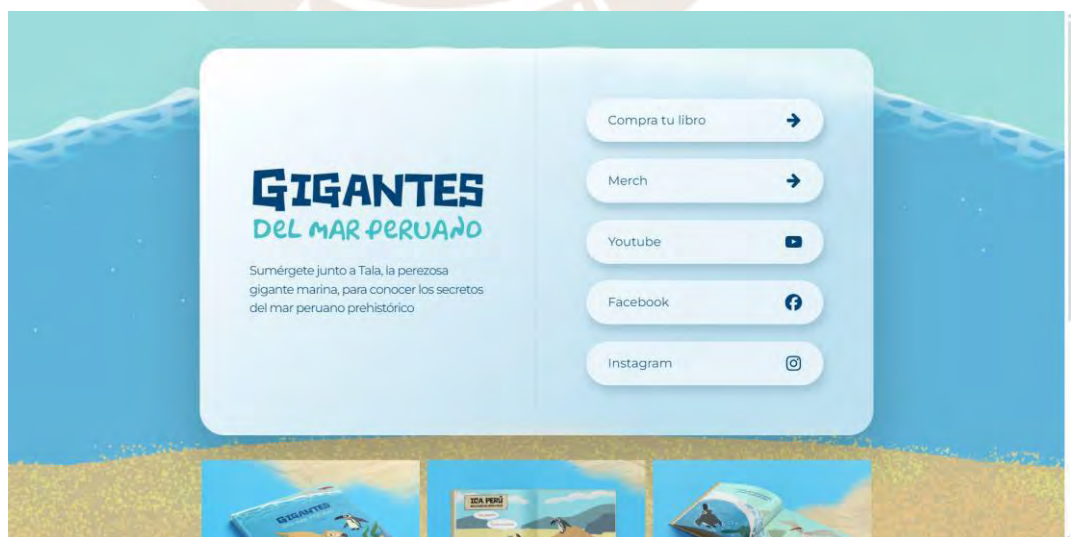 GIGANTES
DEL MAR PERUANO
Sumérgete junto a Tala, la perezosa
gigante marina, para conocer los secretos
del mar peruano prehistórico
Compra tu libro
Merch
Youtube
Facebook
Instagram
GIGANTES
ICA PERÚ